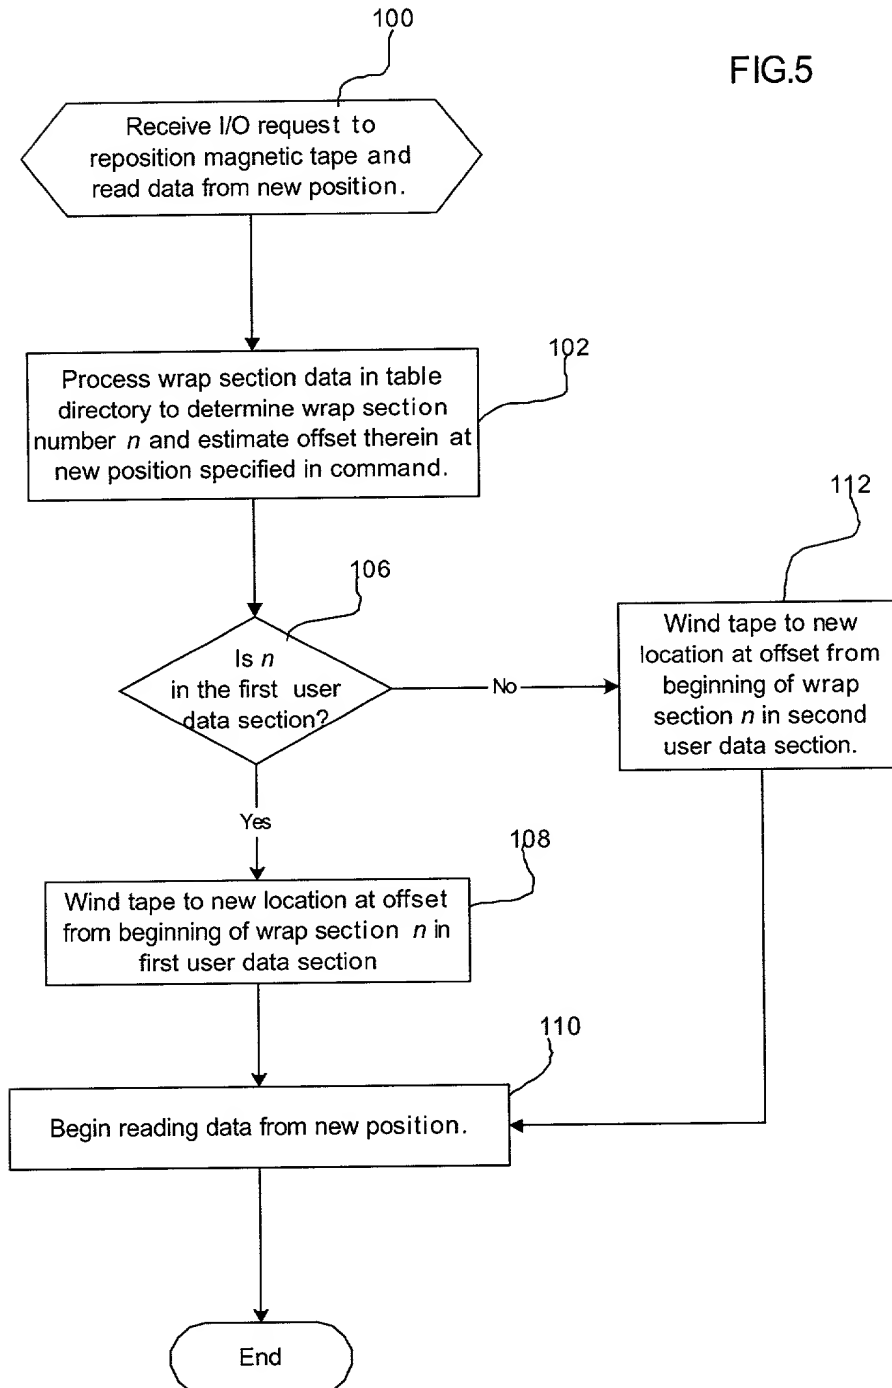 100
FIG.5
Receive I/O request to
reposition magnetic tape and
read data from new position.
102
Process wrap section data in table
directory to determine wrap section
number n and estimate offset therein at
new position specified in command.
112
106
Wind tape to new
location at offset from
beginning of wrap
section n in second
user data section.
Is n
in the first user
data section?
No
Yes
108
Wind tape to new location at offset
from beginning of wrap section n in
first user data section
110
Begin reading data from new position.
End